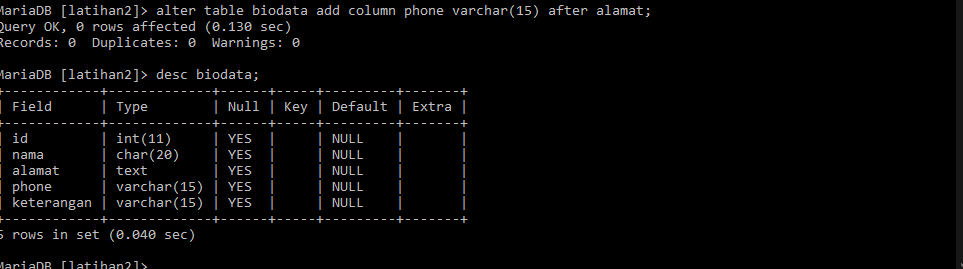 MariaDB [latihan2]> alter table biodata add column phone varchar(15) after alamat;
Query OK, 0 rows affected (0.130 sec)
Records: 0  Duplicates: 0  Warnings: 0

MariaDB [latihan2]> desc biodata;
+------------+-------------+------+-----+---------+-------+
| Field      | Type        | Null | Key | Default | Extra |
+------------+-------------+------+-----+---------+-------+
| id         | int(11)     | YES  |     | NULL    |       |
| nama       | char(20)    | YES  |     | NULL    |       |
| alamat     | text        | YES  |     | NULL    |       |
| phone      | varchar(15) | YES  |     | NULL    |       |
| keterangan | varchar(15) | YES  |     | NULL    |       |
+------------+-------------+------+-----+---------+-------+
5 rows in set (0.040 sec)

MariaDB [latihan2]>